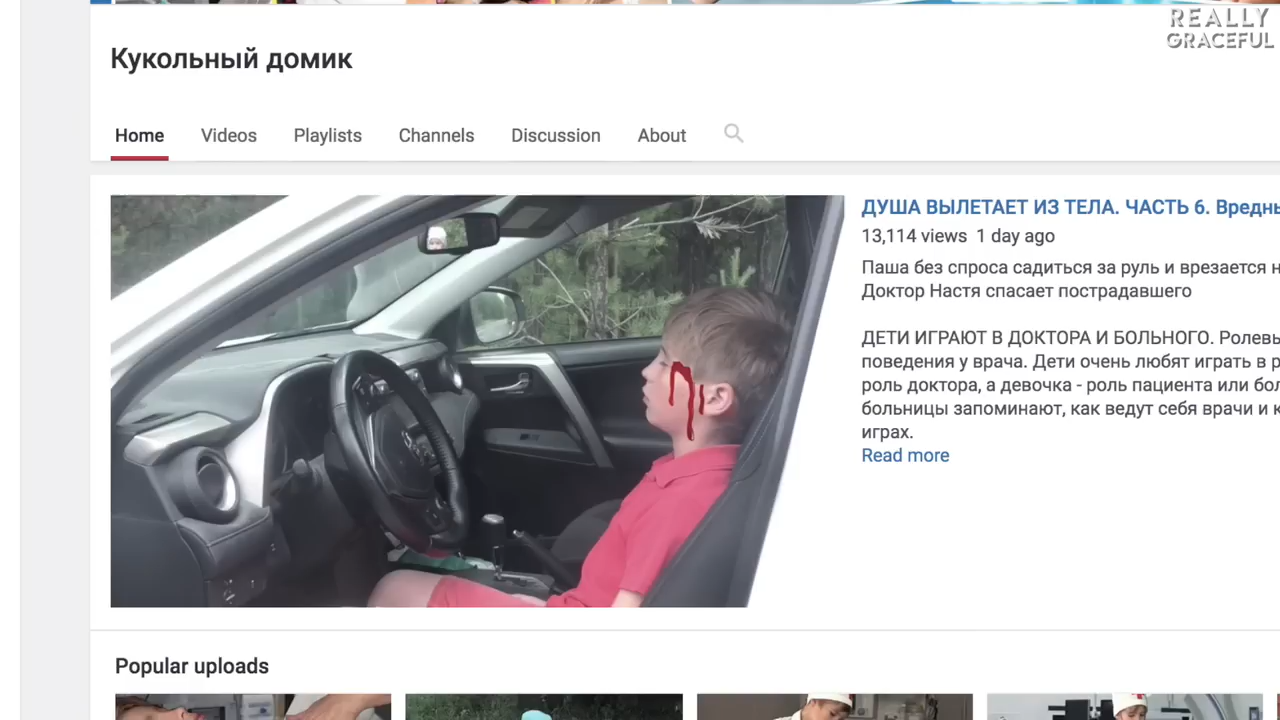 REALLY
GRACEFUL
Кукольный домик
Home Videos Playlists Channels Discussion About
ДУША ВЫЛЕТАЕТ ИЗ ТЕЛА. ЧАСТЬ 6. Вредны
13,114 views 1 day ago
Паша без спроса садиться за руль и врезается н
Доктор Настя спасает пострадавшего
ДЕТИ ИГРАЮТ В ДОКТОРА И БОЛЬНОГО. Ролевы
поведения у врача. Дети очень любят играть в р
роль доктора, а девочка - роль пациента или бол
больницы запоминают, как ведут себя врачи и к
играх.
Read more
Popular uploads